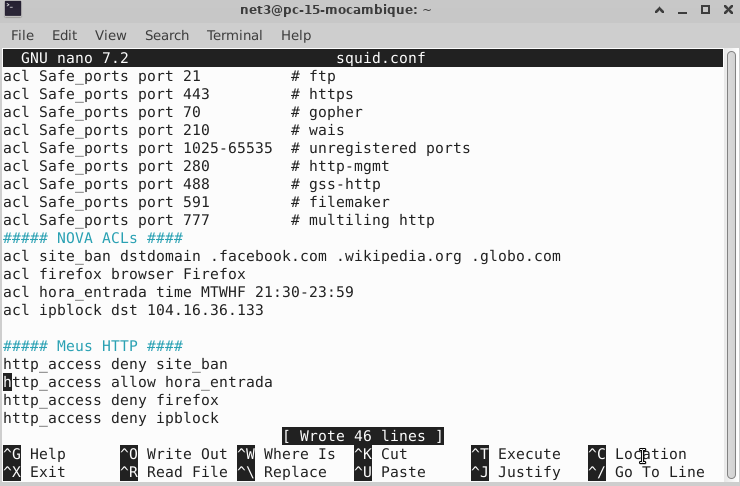 net3@pc-15-mocambique: ~
File Edit View Search Terminal Help
GNU nano 7.2 squid.conf
acl Safe_ports port 21 # ftp
acl Safe_ports port 443 # https
acl Safe_ports port 70 # gopher
acl Safe_ports port 210 # wais
acl Safe_ports port 1025-65535 # unregistered ports
acl Safe_ports port 280 # http-mgmt
acl Safe_ports port 488 # gss-http
acl Safe_ports port 591 # filemaker
acl Safe_ports port 777 # multiling http
##### NOVA ACLs ####
acl site_ban dstdomain .facebook.com .wikipedia.org .globo.com
acl firefox browser Firefox
acl hora_entrada time MTWHF 21:30-23:59
acl ipblock dst 104.16.36.133
##### Meus HTTP ####
http_access deny site_ban
http_access allow hora_entrada
http_access deny firefox
http_access deny ipblock
[ Wrote 46 lines ]
^G Help ^O Write Out ^W Where Is ^K Cut ^T Execute ^C Location
^X Exit ^R Read File ^\ Replace ^U Paste ^J Justify ^/ Go To Line